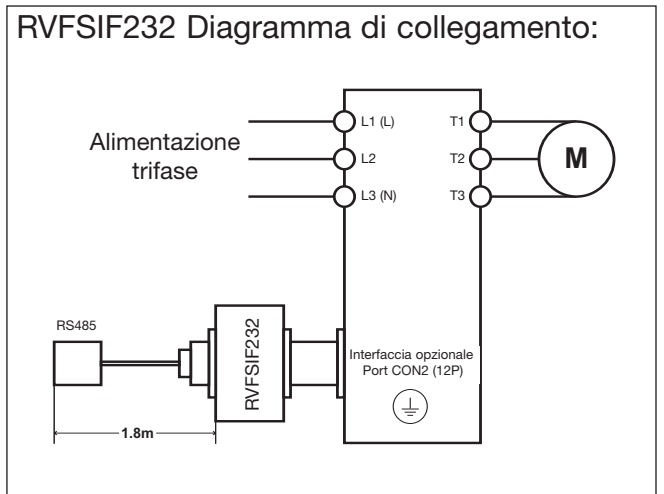 RVFSIF232 Diagramma di collegamento:
Alimentazione
trifase
L1 (L)
T1
L2
T2
M
L3 (N)
T3
RS485
RVFSIF232
Interfaccia opzionale
Port CON2 (12P)
1.8m